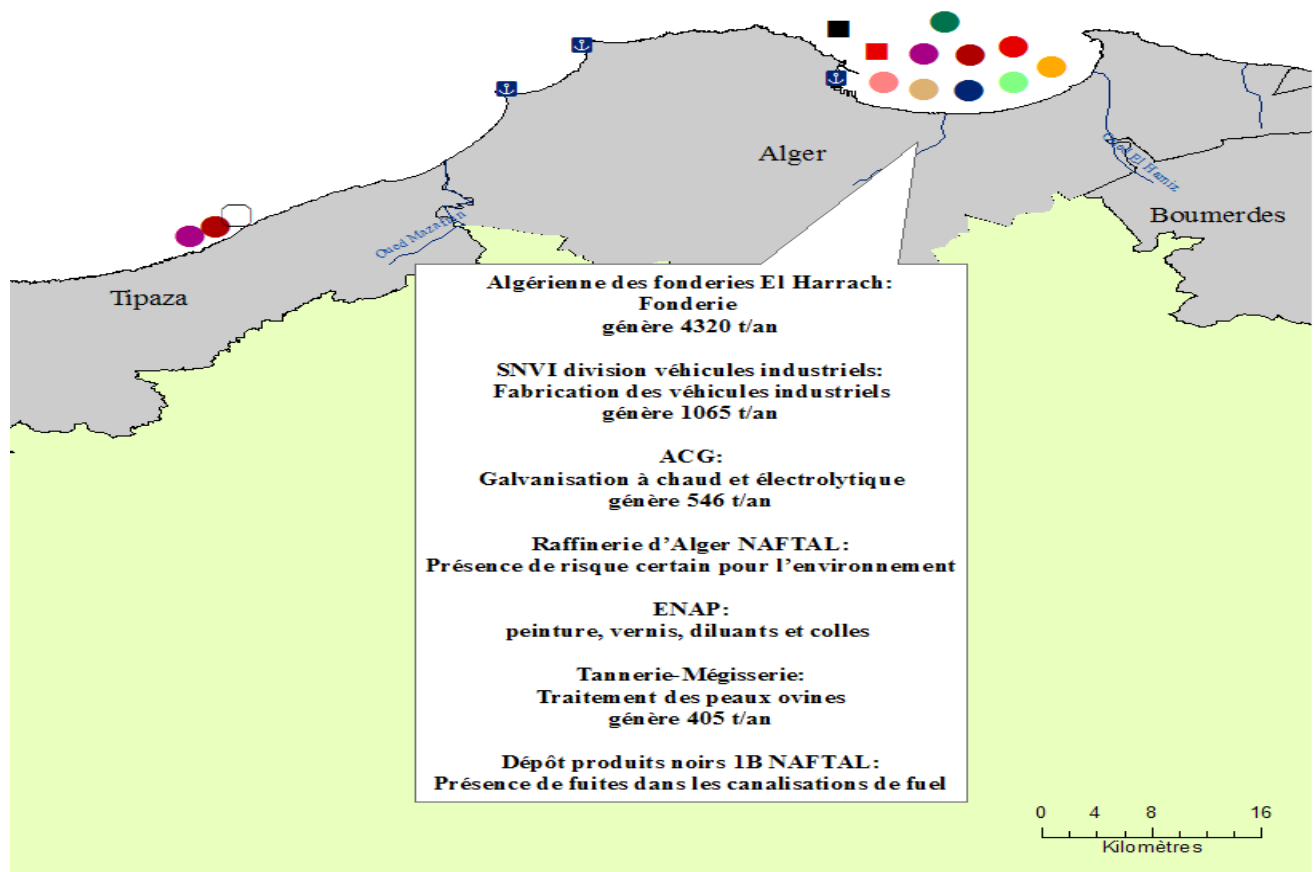 Alger
Oued El Hamiz
Boumerdes
Oued Mazafran
Tipaza
Algérienne des fonderies El Harrach:
Fonderie
génère 4320 t/an
SNVI division véhicules industriels:
Fabrication des véhicules industriels
génère 1065 t/an
ACG:
Galvanisation à chaud et électrolytique
génère 546 t/an
Raffinerie d’Alger NAFTAL:
Présence de risque certain pour l’environnement
ENAP:
peinture, vernis, diluants et colles
Tannerie-Mégisserie:
Traitement des peaux ovines
génère 405 t/an
Dépôt produits noirs 1B NAFTAL:
Présence de fuites dans les canalisations de fuel
0 4 8 16
Kilomètres